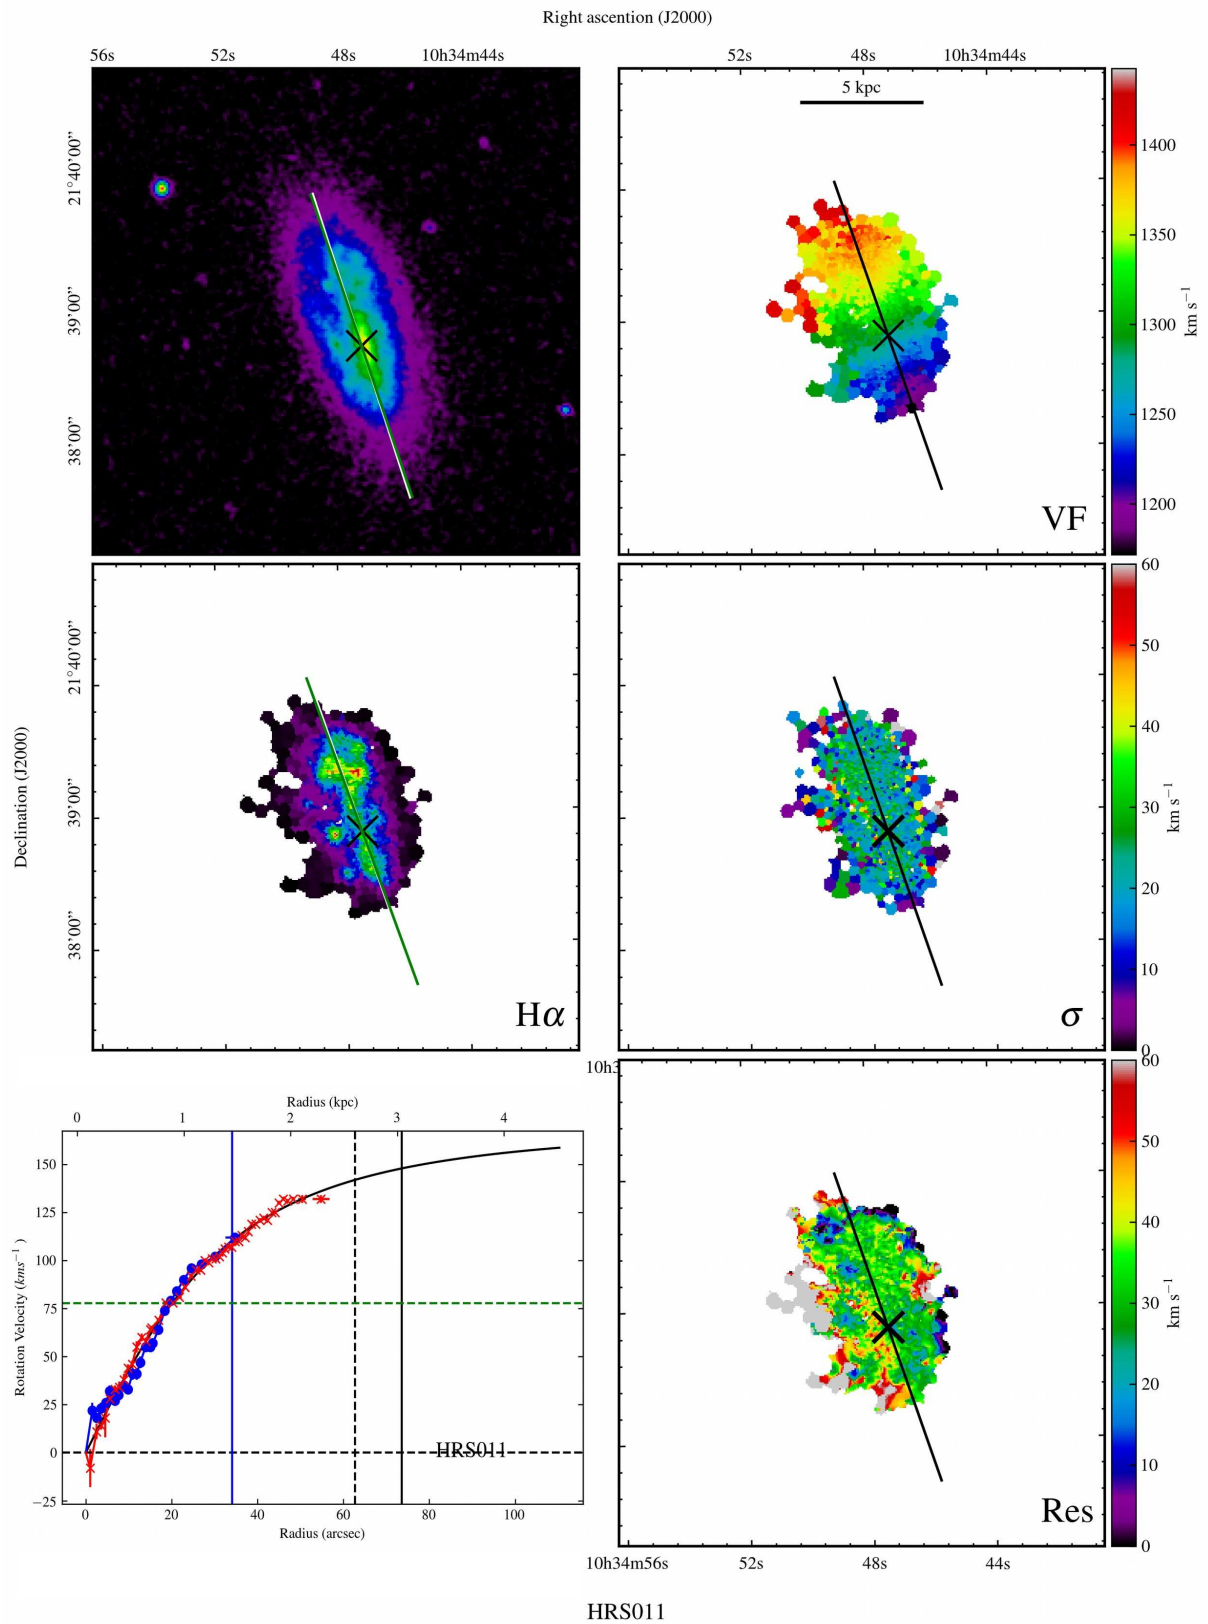 Right ascention (J2000)
56s 52s 48s 10h34m44s
52s 48s 10h34m44s
5 kpc
21°40'00"
39'00"
38'00"
1400
1350
1300
1250
1200
km s⁻¹
VF
Declination (J2000)
21°40'00"
39'00"
38'00"
Hα
60
50
40
30
20
10
0
km s⁻¹
σ
10h3
Radius (kpc)
0 1 2 3 4
Rotation Velocity (kms⁻¹ )
150
125
100
75
50
25
0
−25
HRS011
0 20 40 60 80 100
Radius (arcsec)
60
50
40
30
20
10
0
km s⁻¹
Res
10h34m56s 52s 48s 44s
HRS011